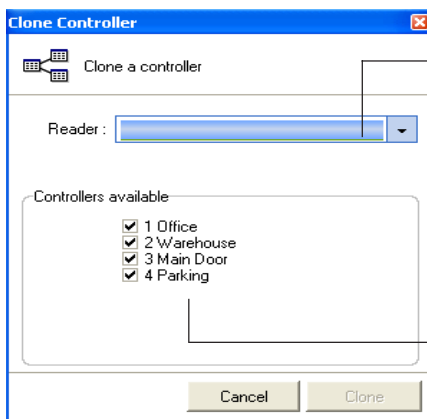 Clone Controller
Clone a controller
Reader :
Controllers available
1 Office
2 Warehouse
3 Main Door
4 Parking
Cancel Clone